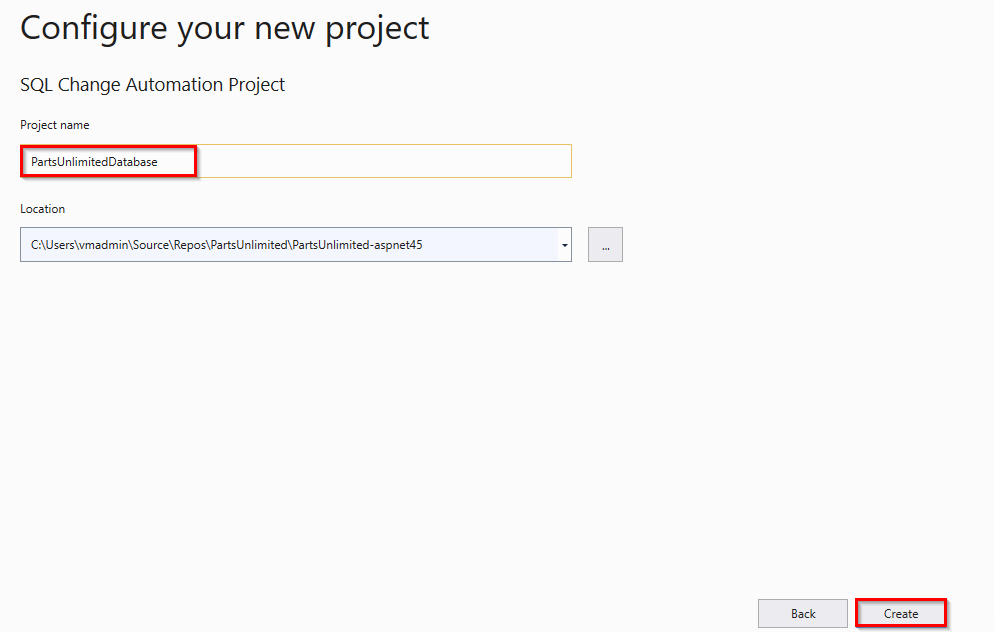 Configure your new project
SQL Change Automation Project
Project name
PartsUnlimitedDatabase
Location
C:\Users\vmadmin\Source\Repos\PartsUnlimited\PartsUnlimited-aspnet45
...
Back
Create